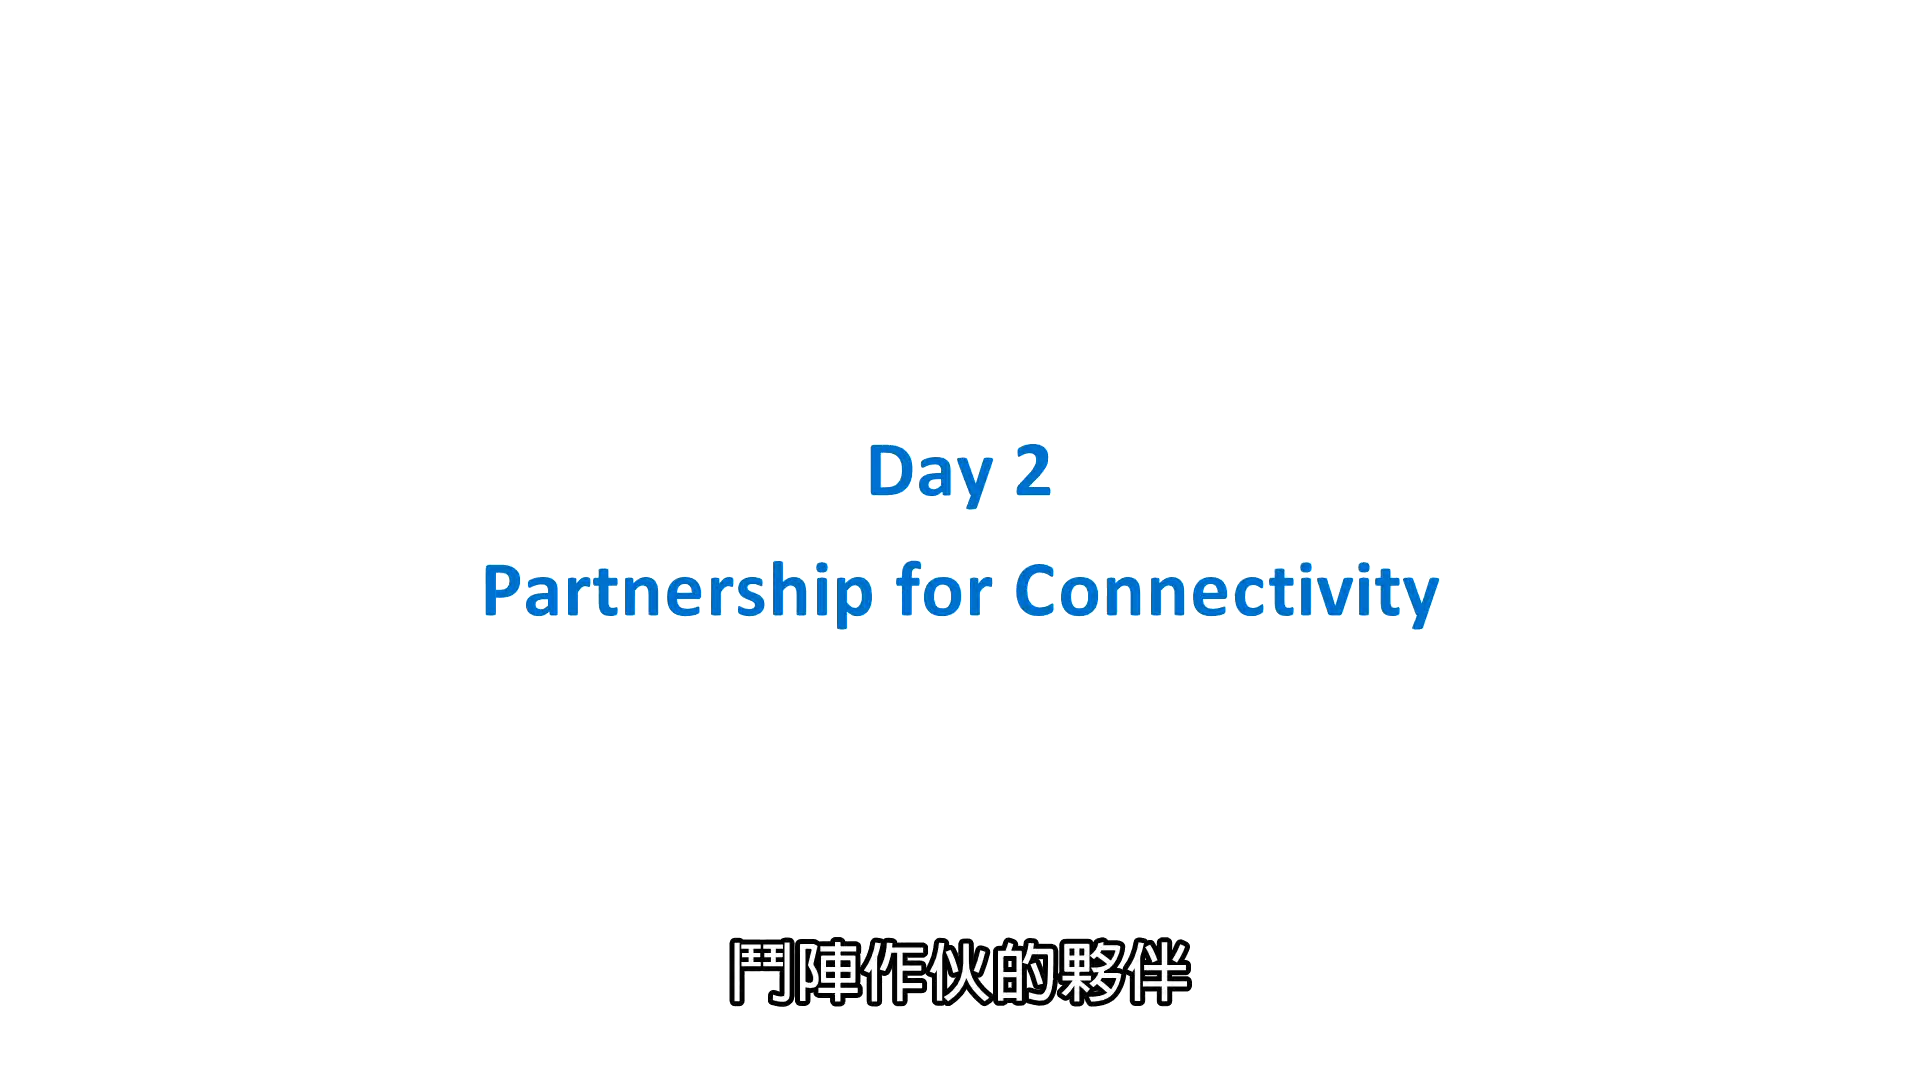 Day 2
Partnership for Connectivity
鬥陣作伙的夥伴